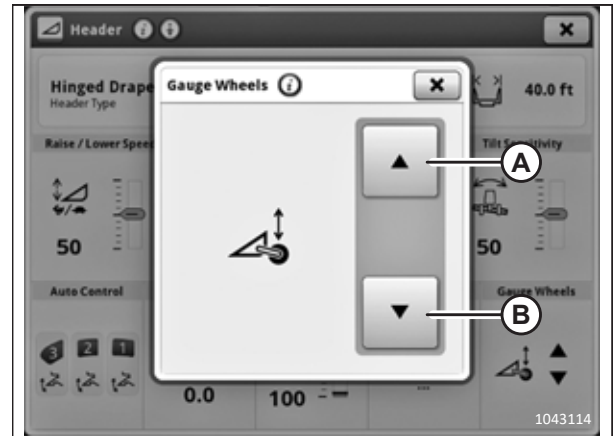 Header
Hinged Drape
Header Type
40.0 ft
Gauge Wheels
Raise / Lower Speed
Tilt Sensitivity
50
50
Auto Control
Gauge Wheels
3 2 1
0.0
100
A
B
1043114